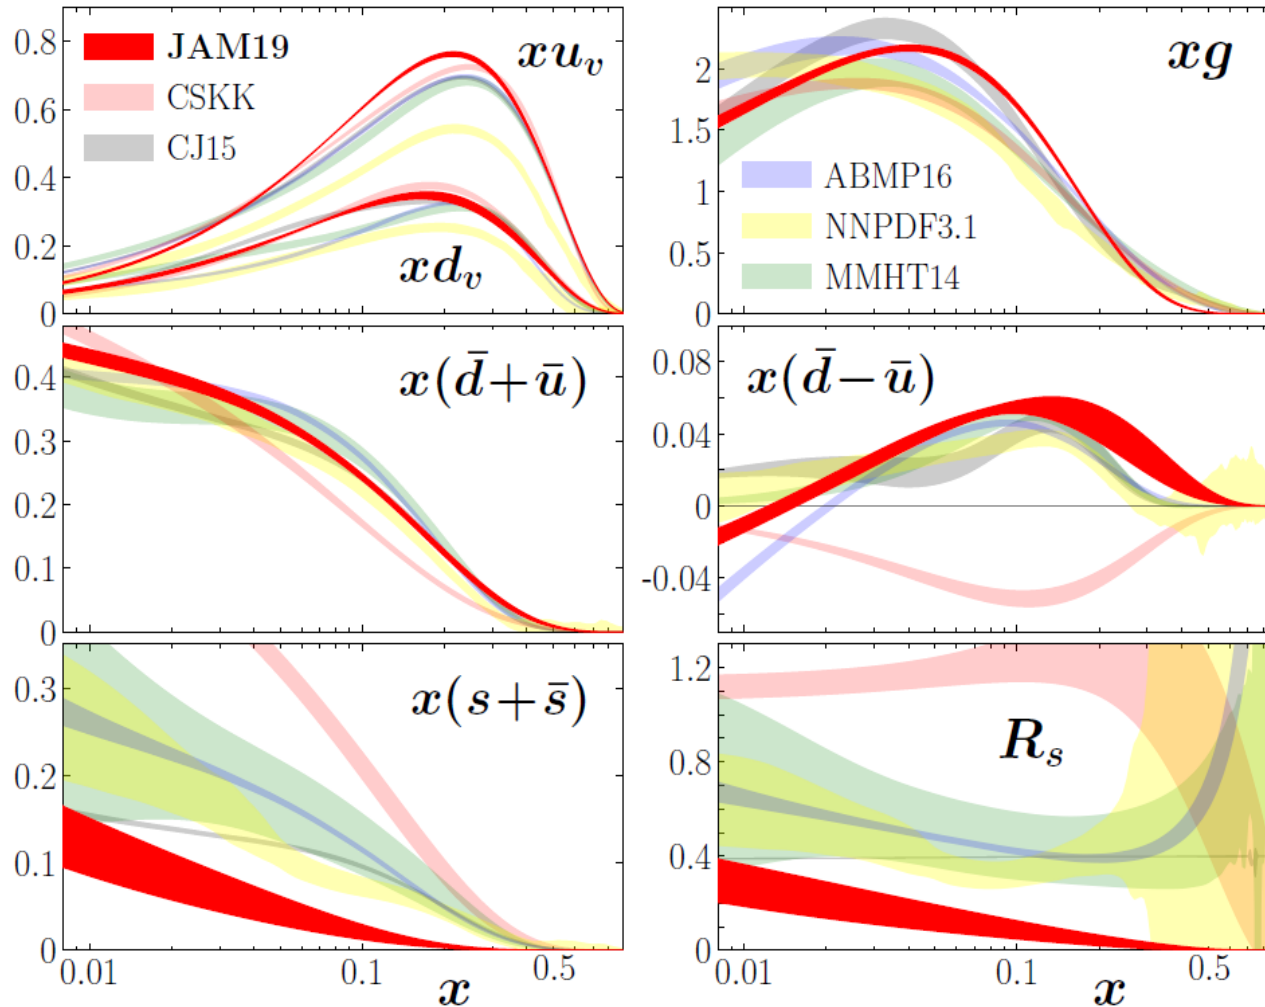 0.8
0.6
0.4
0.2
0
JAM19
CSKK
CJ15
xu_v
xd_v
2
1.5
1
0.5
0
xg
ABMP16
NNPDF3.1
MMHT14
0.4
0.3
0.2
0.1
0
x(d̄+ū)
0.08
0.04
0
-0.04
x(d̄−ū)
0.3
0.2
0.1
0
x(s+s̄)
0.01
0.1
0.5
x
1.2
0.8
0.4
0
R_s
0.01
0.1
0.5
x